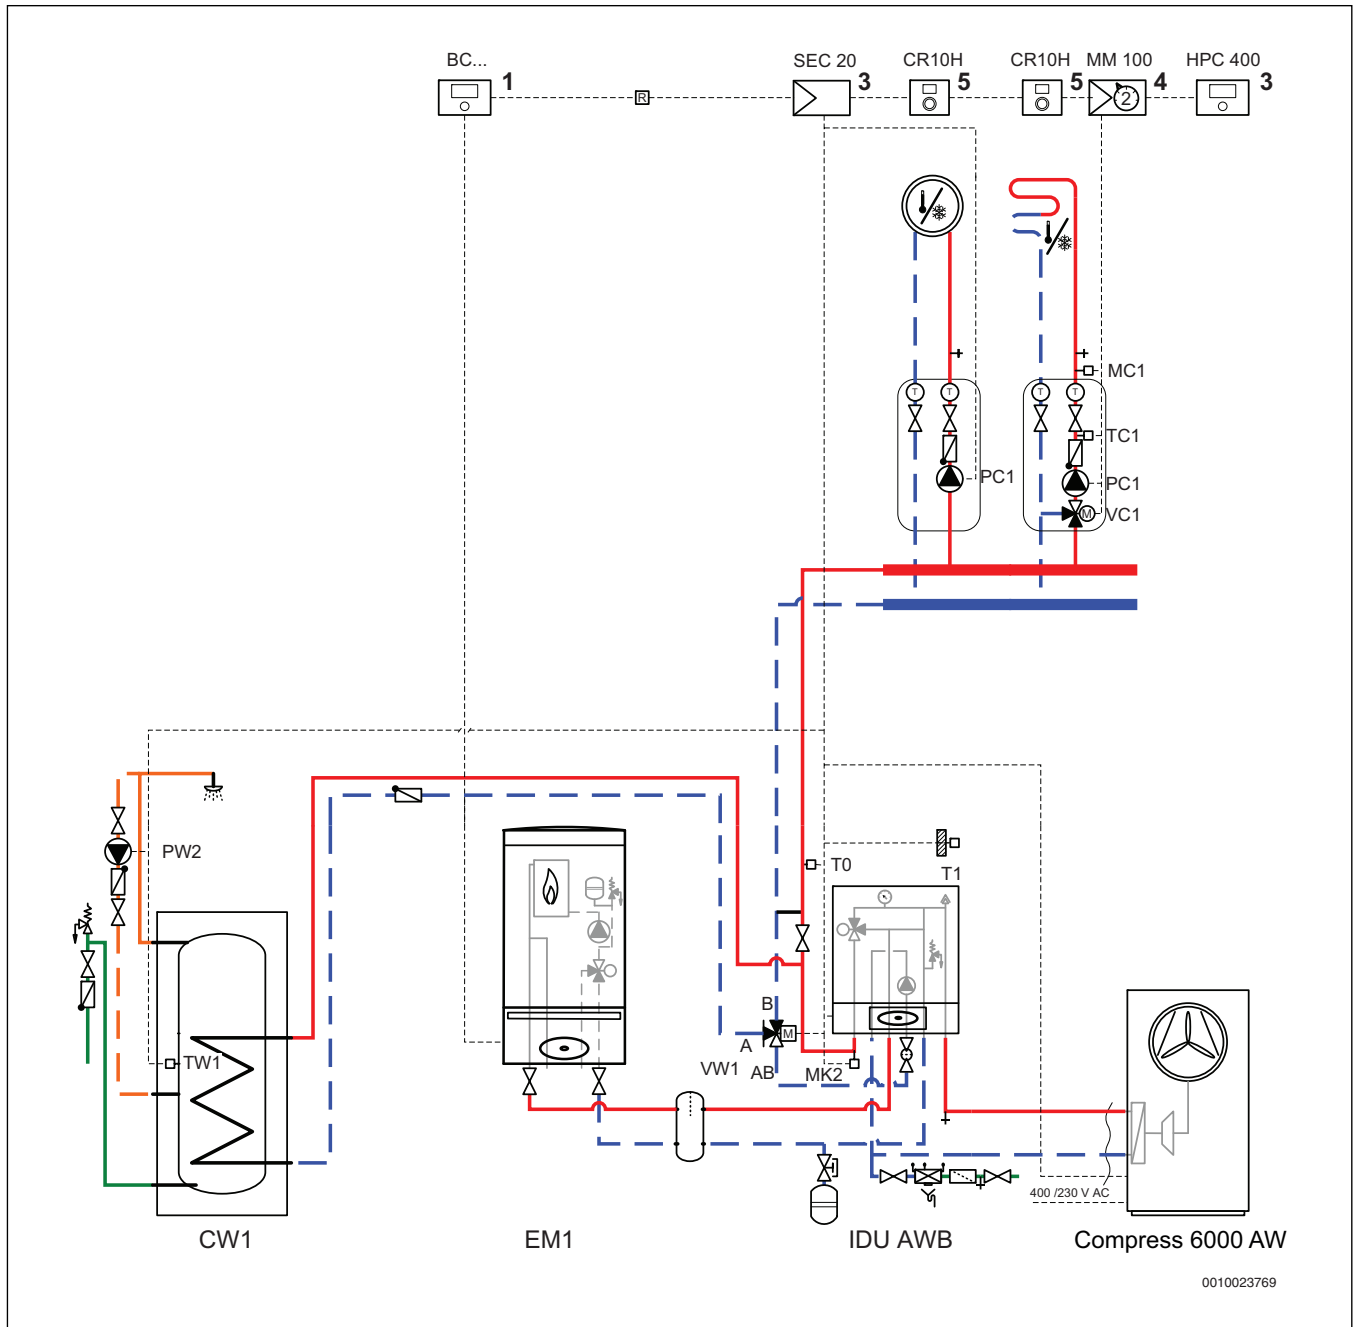 BC...
SEC 20
CR10H
CR10H
MM 100
HPC 400
1
R
3
5
5
2
4
3
MC1
T
T
T
T
TC1
PC1
PC1
M
VC1
PW2
T0
T1
B
M
A
TW1
VW1
AB
MK2
400 /230 V AC
CW1
EM1
IDU AWB
Compress 6000 AW
0010023769